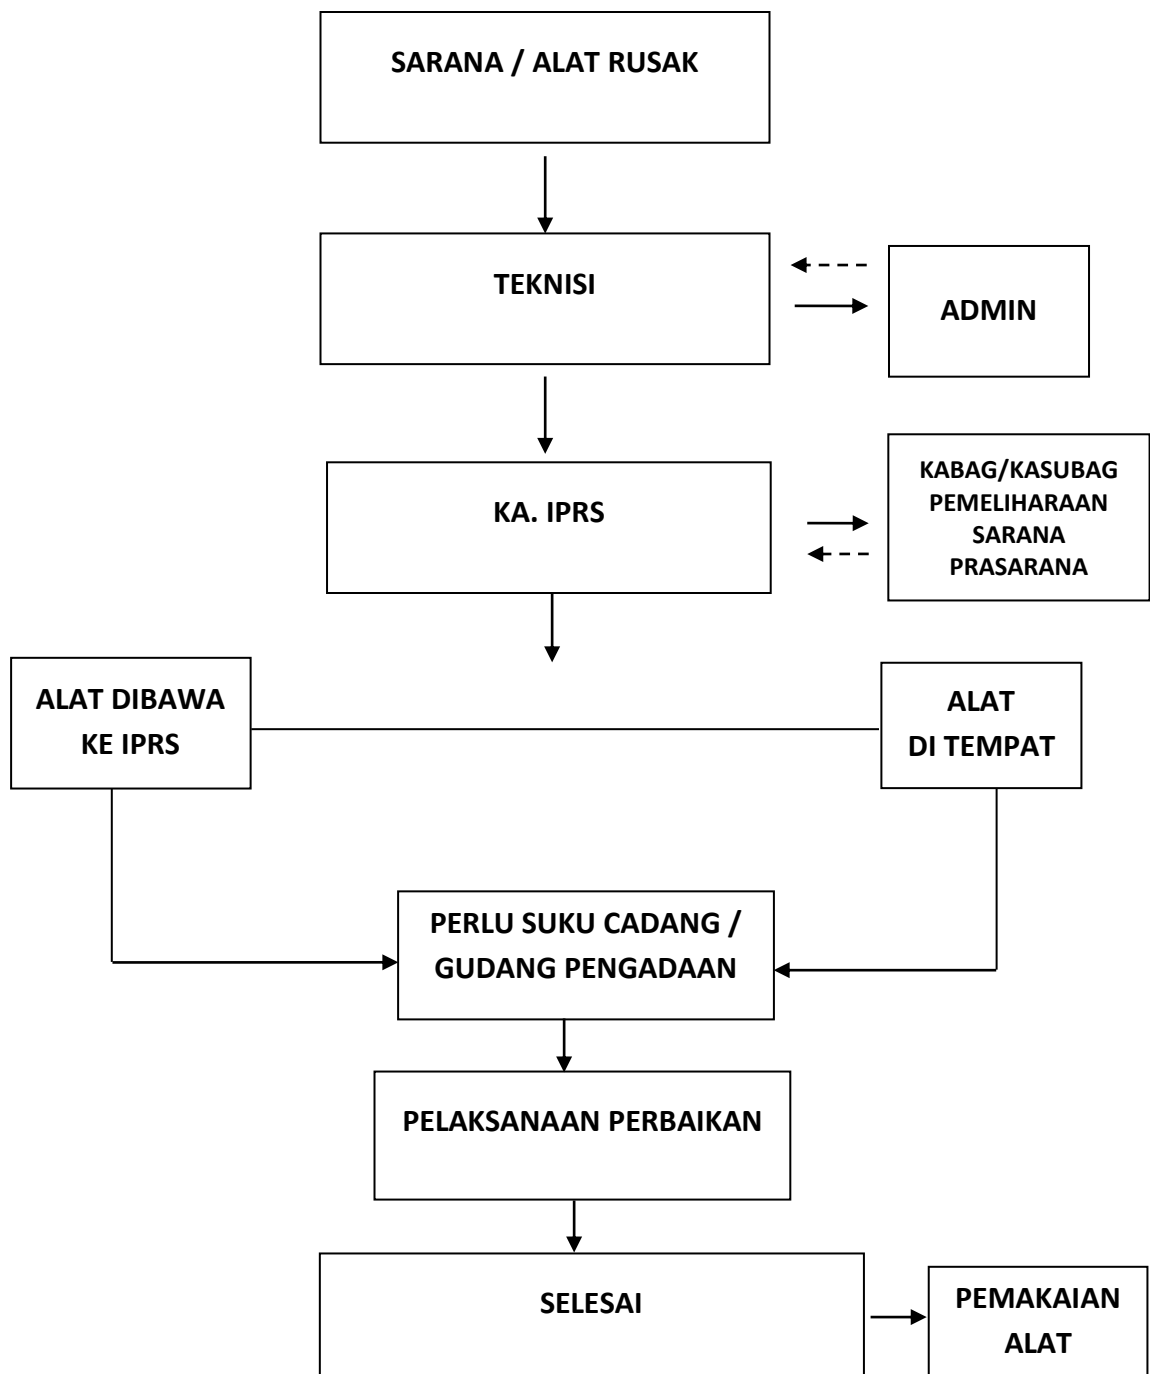 SARANA / ALAT RUSAK
TEKNISI
ADMIN
KA. IPRS
KABAG/KASUBAG
PEMELIHARAAN
SARANA
PRASARANA
ALAT DIBAWA
KE IPRS
ALAT
DI TEMPAT
PERLU SUKU CADANG /
GUDANG PENGADAAN
PELAKSANAAN PERBAIKAN
SELESAI
PEMAKAIAN
ALAT